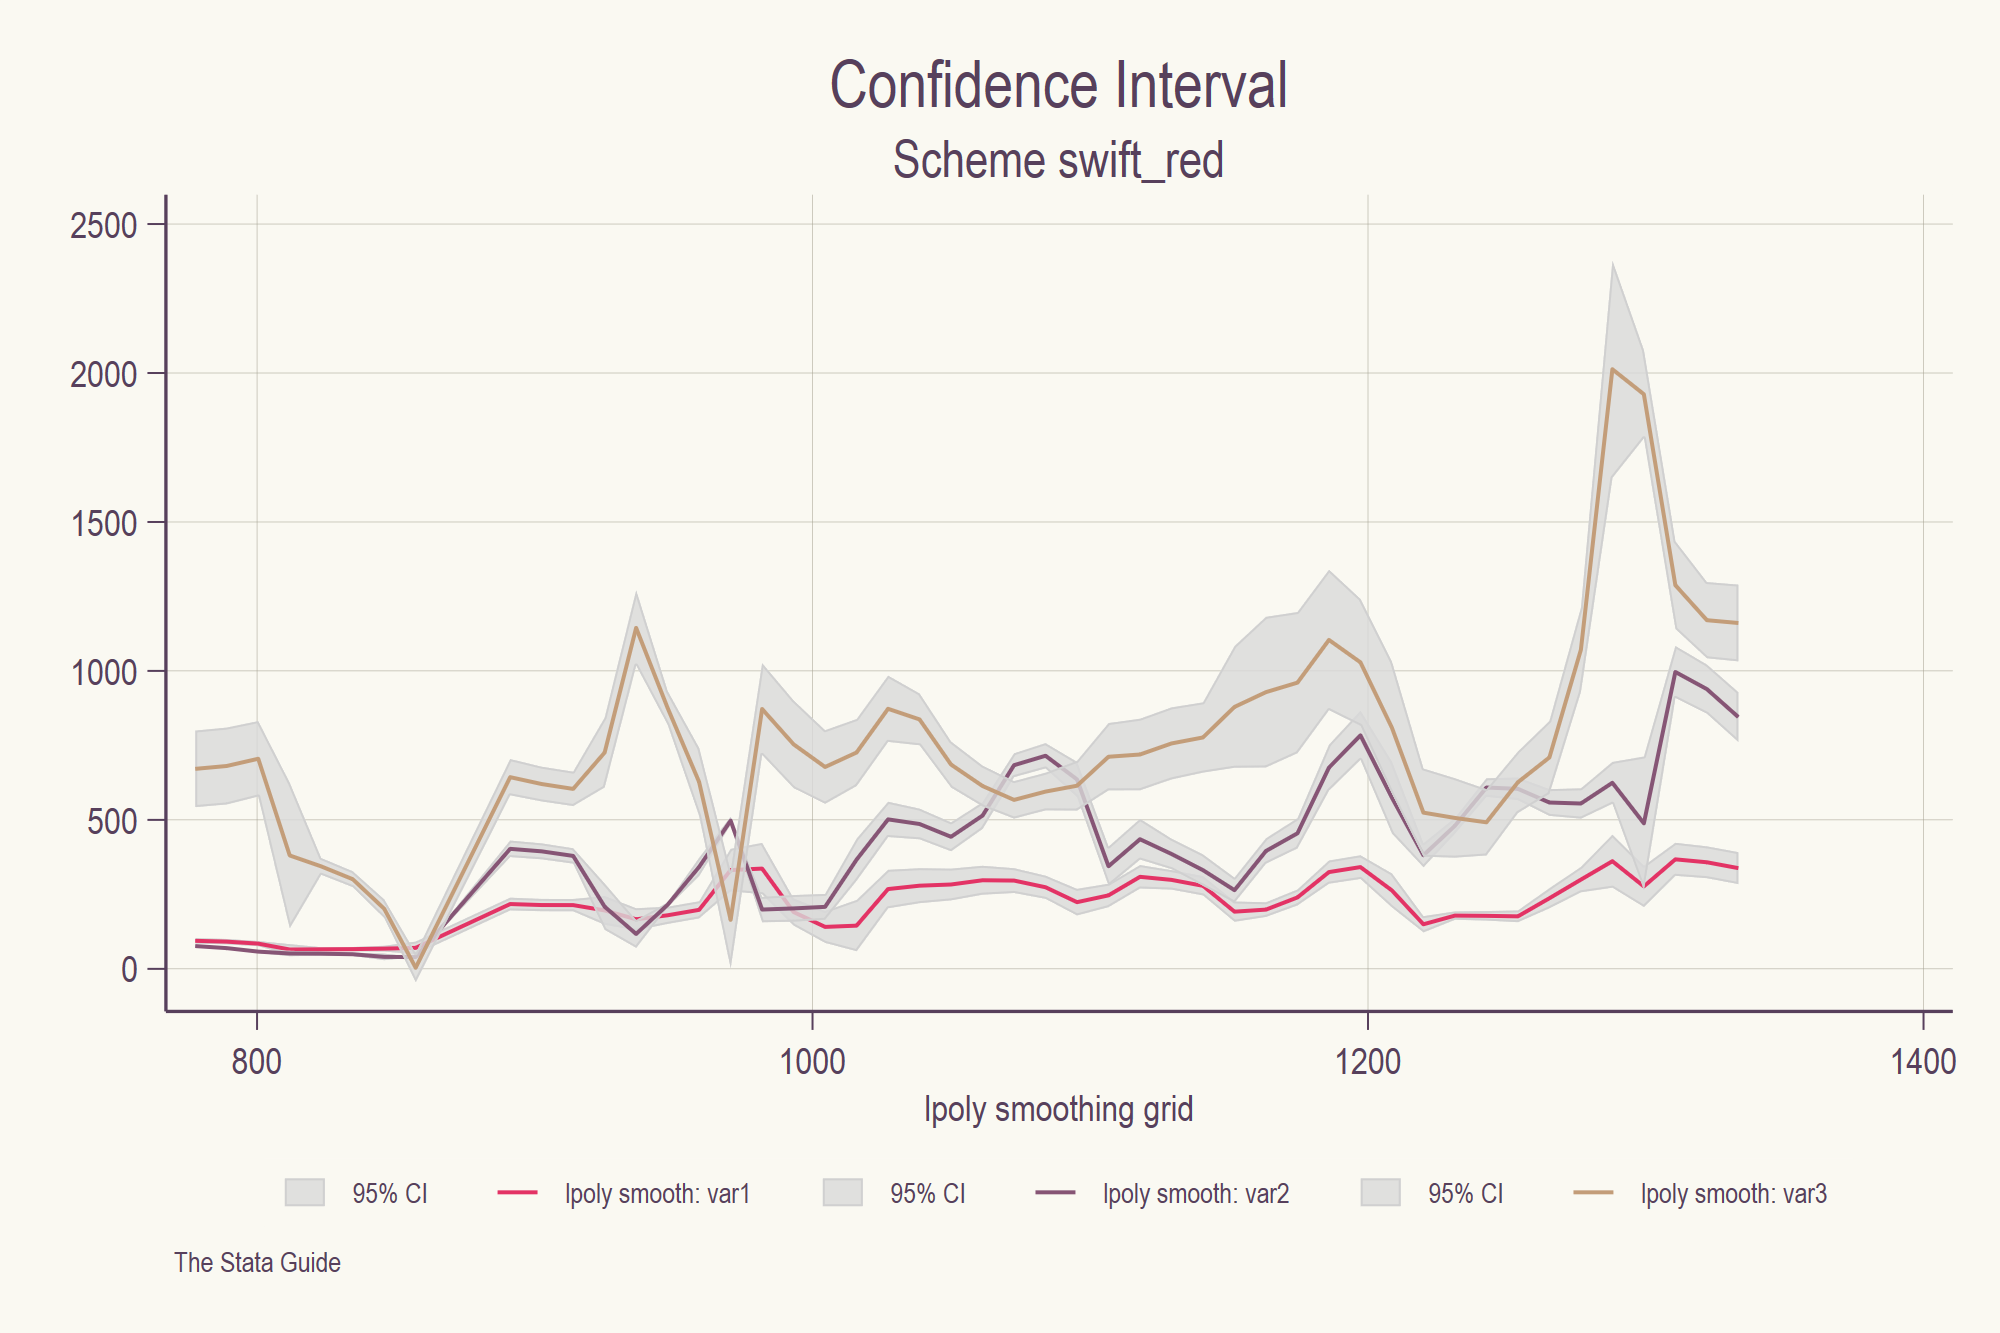 Confidence Interval
Scheme swift_red
2500
2000
1500
1000
500
0
800 1000 1200 1400
lpoly smoothing grid
95% CI lpoly smooth: var1 95% CI lpoly smooth: var2 95% CI lpoly smooth: var3
The Stata Guide